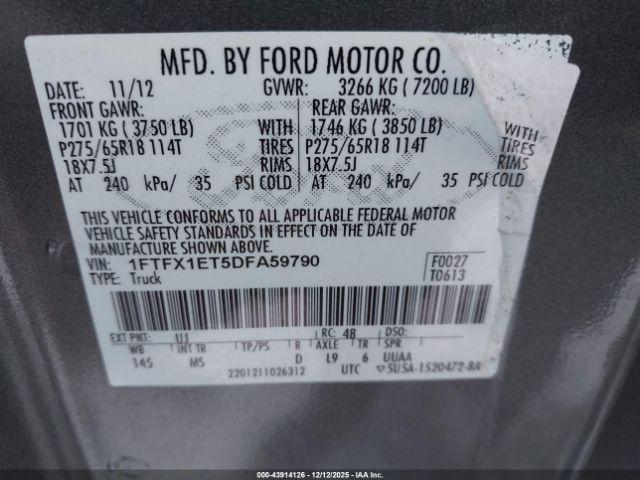 MFD. BY FORD MOTOR CO.
DATE: 11/12 GVWR: 3266 KG ( 7200 LB)
FRONT GAWR: REAR GAWR:
1701 KG ( 3750 LB) WITH 1746 KG ( 3850 LB) WITH
P275/65R18 114T TIRES P275/65R18 114T TIRES
18X7.5J RIMS 18X7.5J RIMS
AT 240 kPa/ 35 PSI COLD AT 240 kPa/ 35 PSI COLD
THIS VEHICLE CONFORMS TO ALL APPLICABLE FEDERAL MOTOR
VEHICLE SAFETY STANDARDS IN EFFECT ON THE DATE OF
MANUFACTURE SHOWN ABOVE.
VIN: 1FTFX1ET5DFA59790 F0027
TYPE: Truck T0613
EXT PNT: UJ RC: 48 DSO:
WB INT TR TP/PS R AXLE TR SPR
145 MS D L9 6 UUAA
2201211026312 UTC SUSA-1520472-BA
000-43914126 - 12/12/2025 - IAAI.COM